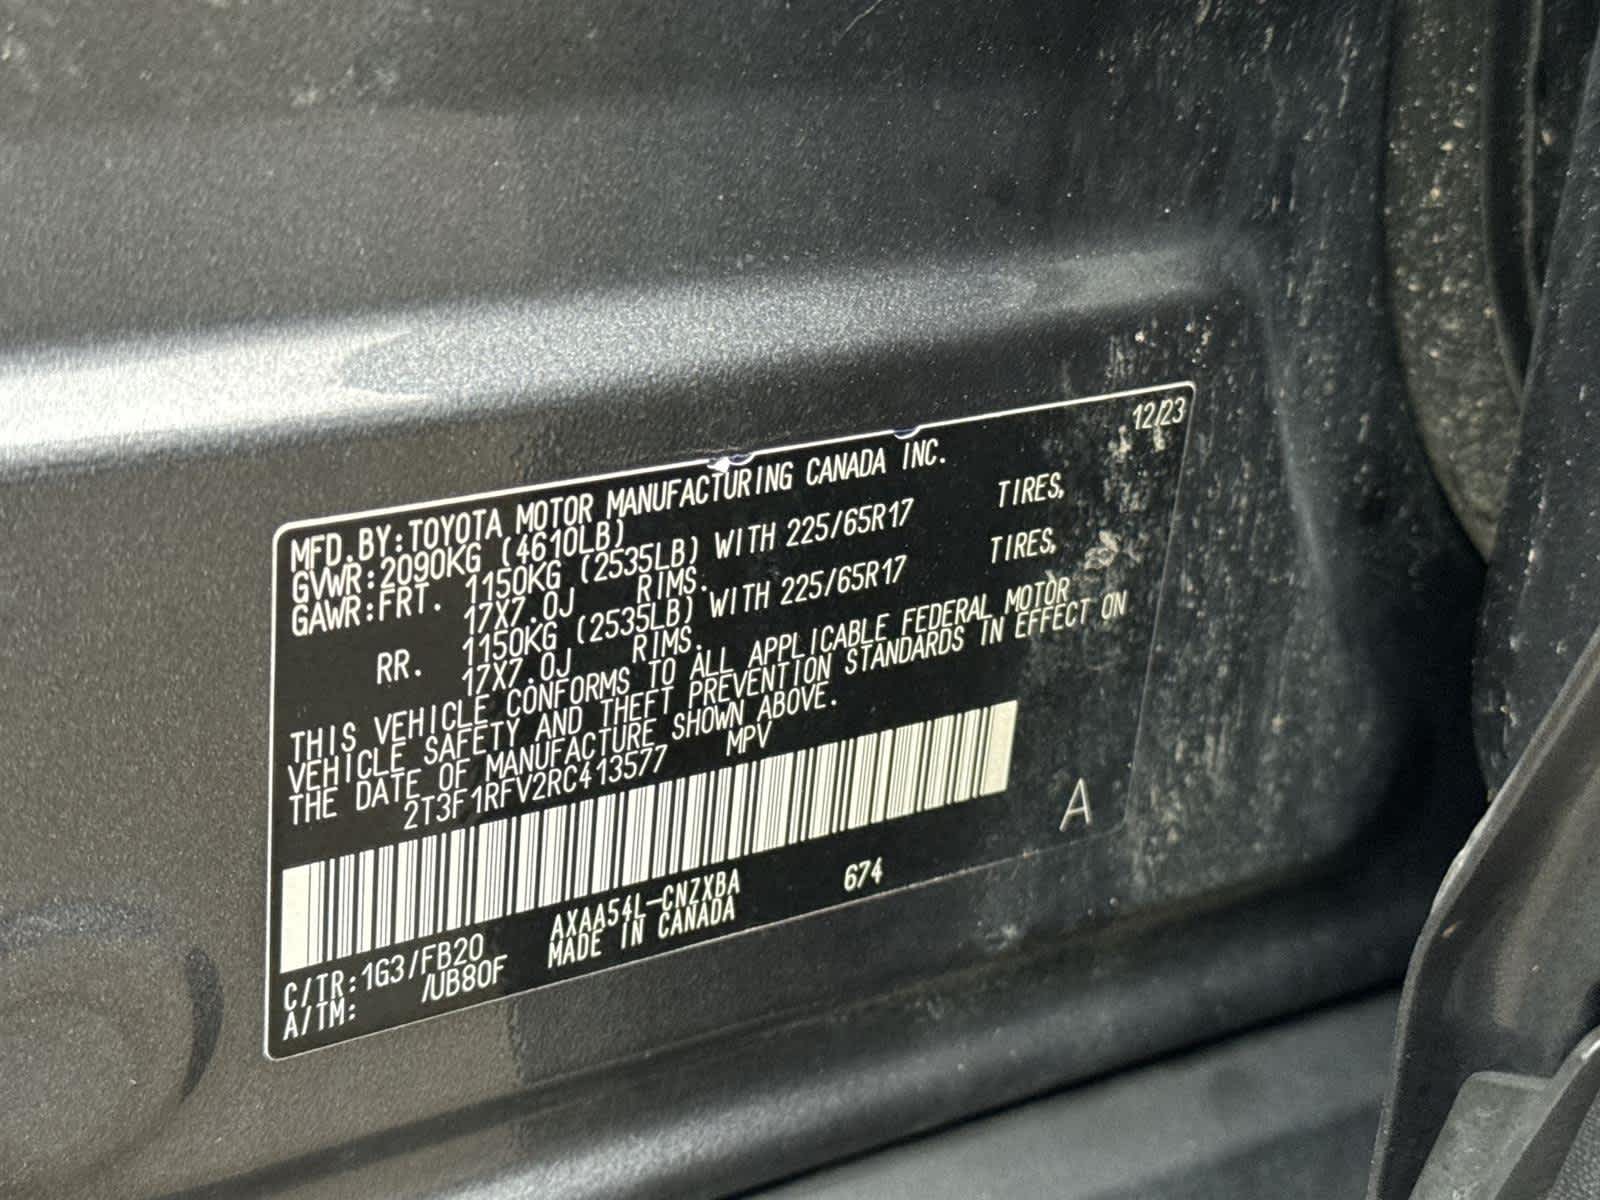 12/23
MFD.BY:TOYOTA MOTOR MANUFACTURING CANADA INC.
GVWR:2090KG (4610LB)
GAWR:FRT. 1150KG (2535LB) WITH 225/65R17 TIRES,
17X7.0J RIMS.
RR. 1150KG (2535LB) WITH 225/65R17 TIRES,
17X7.0J RIMS.
THIS VEHICLE CONFORMS TO ALL APPLICABLE FEDERAL MOTOR
VEHICLE SAFETY AND THEFT PREVENTION STANDARDS IN EFFECT ON
THE DATE OF MANUFACTURE SHOWN ABOVE.
2T3F1RFV2RC413577 MPV
A
C/TR:1G3/FB20 AXAA54L-CNZXBA 674
A/TM: /UB80F MADE IN CANADA